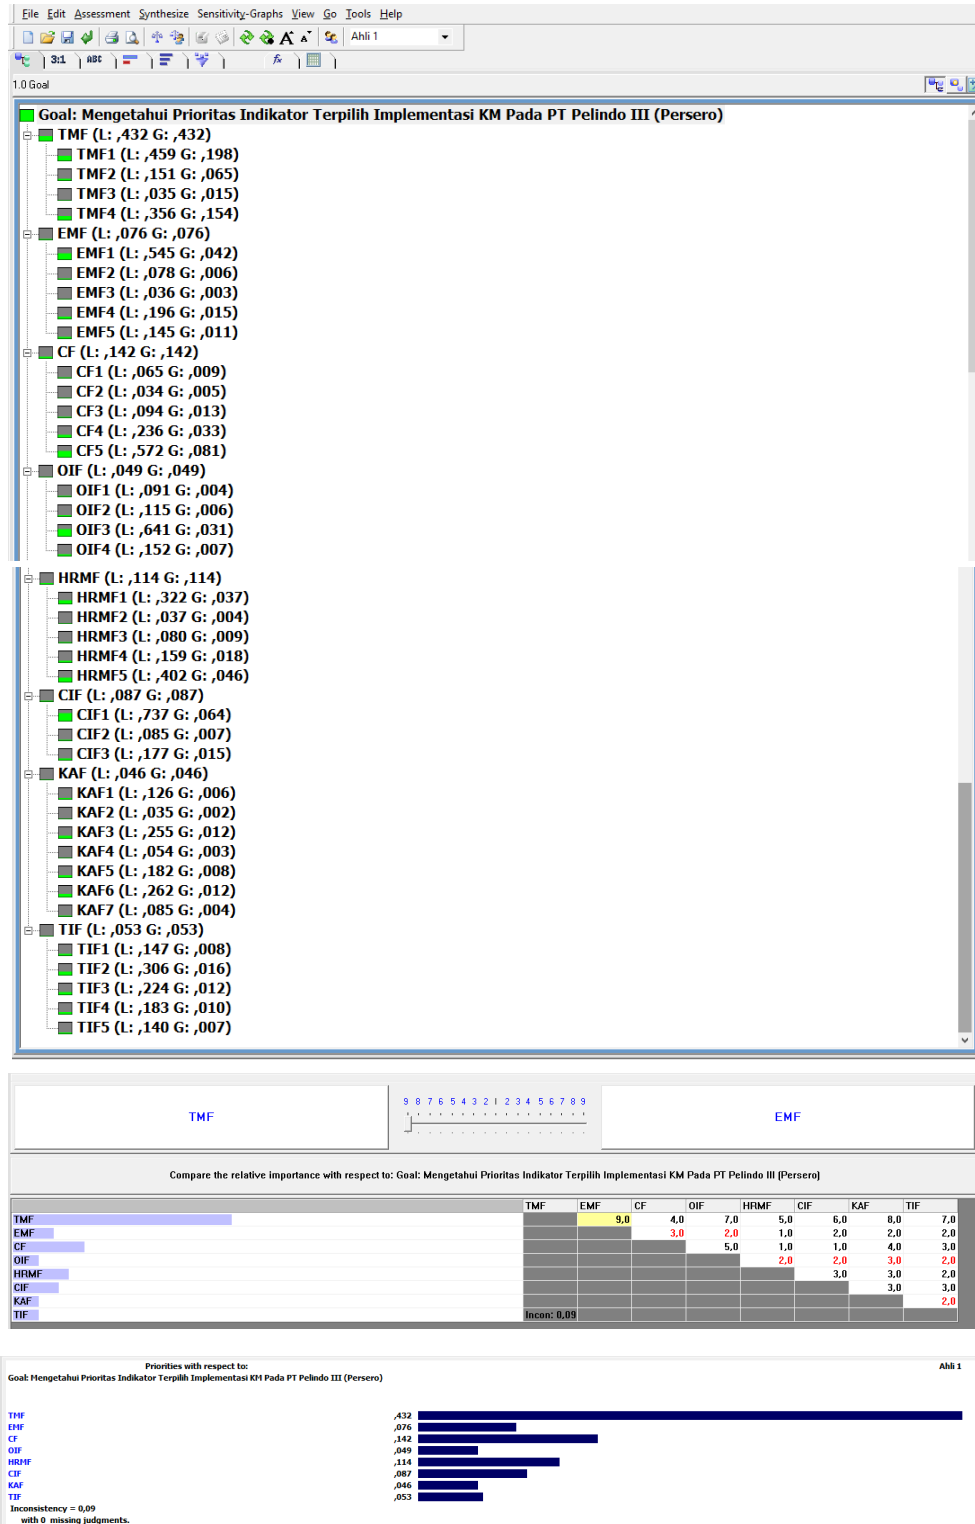 File Edit Assessment Synthesize Sensitivity-Graphs View Go Tools Help
Ahli 1
3:1 ABC fx
1.0 Goal
Goal: Mengetahui Prioritas Indikator Terpilih Implementasi KM Pada PT Pelindo III (Persero)
TMF (L: ,432 G: ,432)
TMF1 (L: ,459 G: ,198)
TMF2 (L: ,151 G: ,065)
TMF3 (L: ,035 G: ,015)
TMF4 (L: ,356 G: ,154)
EMF (L: ,076 G: ,076)
EMF1 (L: ,545 G: ,042)
EMF2 (L: ,078 G: ,006)
EMF3 (L: ,036 G: ,003)
EMF4 (L: ,196 G: ,015)
EMF5 (L: ,145 G: ,011)
CF (L: ,142 G: ,142)
CF1 (L: ,065 G: ,009)
CF2 (L: ,034 G: ,005)
CF3 (L: ,094 G: ,013)
CF4 (L: ,236 G: ,033)
CF5 (L: ,572 G: ,081)
OIF (L: ,049 G: ,049)
OIF1 (L: ,091 G: ,004)
OIF2 (L: ,115 G: ,006)
OIF3 (L: ,641 G: ,031)
OIF4 (L: ,152 G: ,007)
HRMF (L: ,114 G: ,114)
HRMF1 (L: ,322 G: ,037)
HRMF2 (L: ,037 G: ,004)
HRMF3 (L: ,080 G: ,009)
HRMF4 (L: ,159 G: ,018)
HRMF5 (L: ,402 G: ,046)
CIF (L: ,087 G: ,087)
CIF1 (L: ,737 G: ,064)
CIF2 (L: ,085 G: ,007)
CIF3 (L: ,177 G: ,015)
KAF (L: ,046 G: ,046)
KAF1 (L: ,126 G: ,006)
KAF2 (L: ,035 G: ,002)
KAF3 (L: ,255 G: ,012)
KAF4 (L: ,054 G: ,003)
KAF5 (L: ,182 G: ,008)
KAF6 (L: ,262 G: ,012)
KAF7 (L: ,085 G: ,004)
TIF (L: ,053 G: ,053)
TIF1 (L: ,147 G: ,008)
TIF2 (L: ,306 G: ,016)
TIF3 (L: ,224 G: ,012)
TIF4 (L: ,183 G: ,010)
TIF5 (L: ,140 G: ,007)
TMF 9 8 7 6 5 4 3 2 1 2 3 4 5 6 7 8 9 EMF
Compare the relative importance with respect to: Goal: Mengetahui Prioritas Indikator Terpilih Implementasi KM Pada PT Pelindo III (Persero)
TMF EMF CF OIF HRMF CIF KAF TIF
TMF 9,0 4,0 7,0 5,0 6,0 8,0 7,0
EMF 3,0 2,0 1,0 2,0 2,0 2,0
CF 5,0 1,0 1,0 4,0 3,0
OIF 2,0 2,0 3,0 2,0
HRMF 3,0 3,0 2,0
CIF 3,0 3,0
KAF 2,0
TIF Incon: 0,09
Priorities with respect to: Ahli 1
Goal: Mengetahui Prioritas Indikator Terpilih Implementasi KM Pada PT Pelindo III (Persero)
TMF ,432
EMF ,076
CF ,142
OIF ,049
HRMF ,114
CIF ,087
KAF ,046
TIF ,053
Inconsistency = 0,09
with 0 missing judgments.